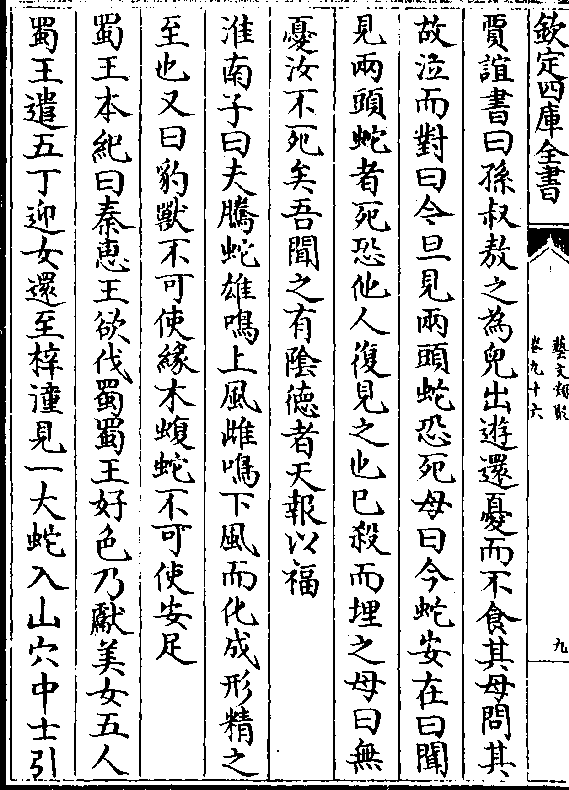 欽定四庫全書
藝文類聚
卷九十六
九
賈誼書曰孫叔敖之為兒出遊還憂而不食其母問其
故泣而對曰今旦見兩頭蛇恐死母曰今蛇安在曰聞
見兩頭蛇者死恐他人復見之也已殺而埋之母曰無
憂汝不死矣吾聞之有陰德者天報以福
淮南子曰夫騰蛇雄鳴上風雌鳴下風而化成形精之
至也又曰豹獸不可使緣木蝮蛇不可使安足
蜀王本紀曰秦惠王欲伐蜀蜀王好色乃獻美女五人
蜀王遣五丁迎女還至梓潼見一大蛇入山穴中士引